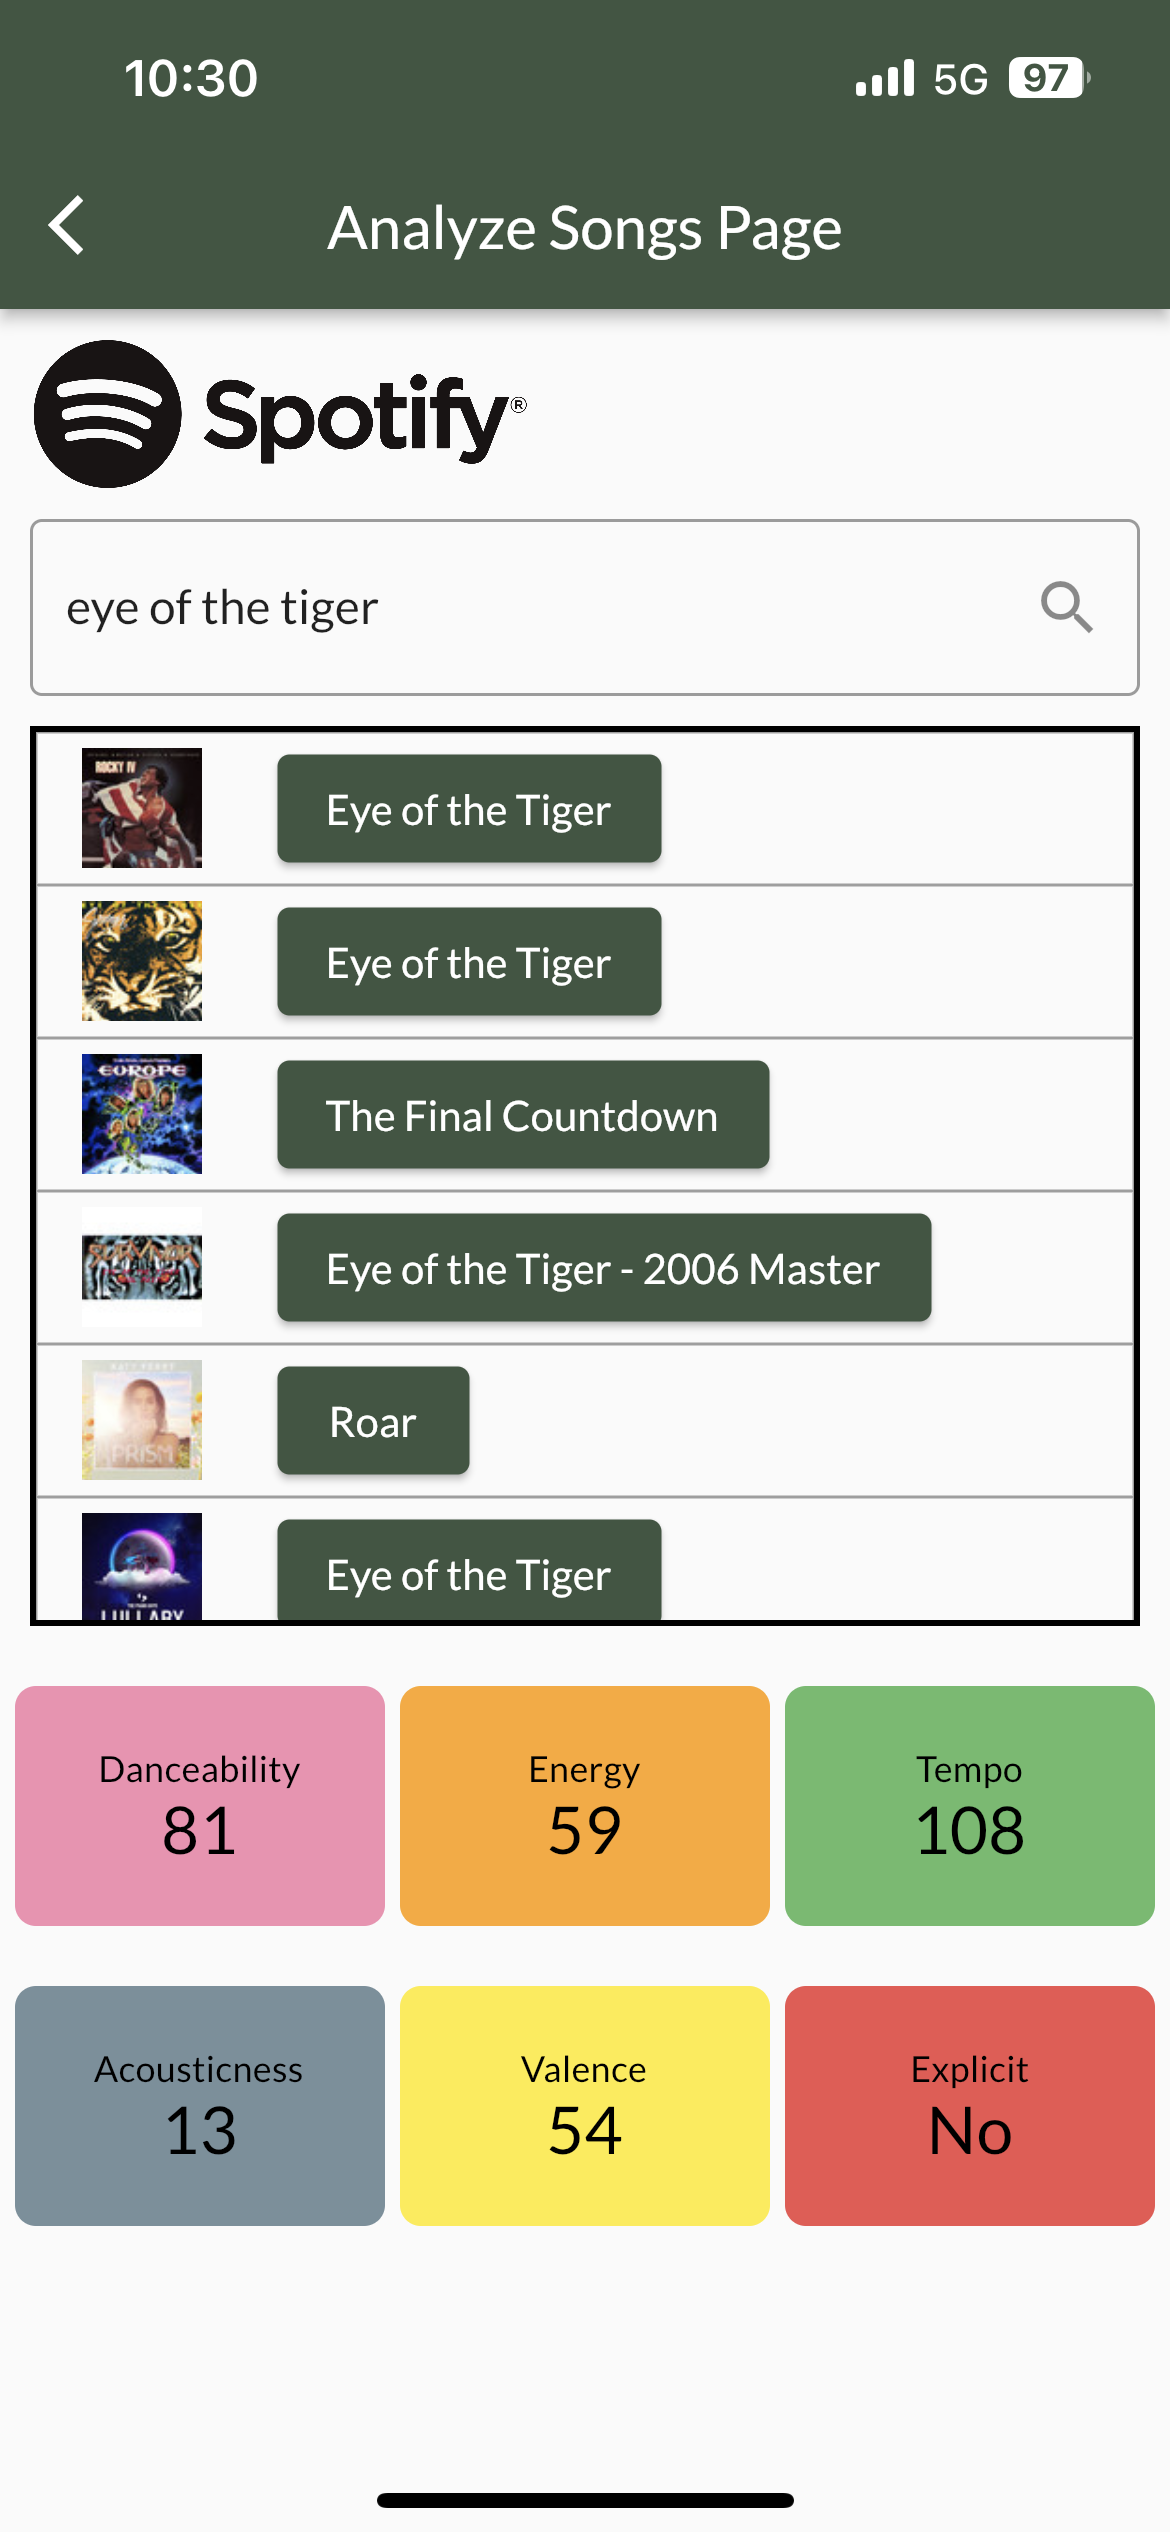 10:30 5G 97
Analyze Songs Page
Spotify®
eye of the tiger
ROCKY IV
Eye of the Tiger
Eye of the Tiger
EUROPE
The Final Countdown
SURVIVOR
Eye of the Tiger - 2006 Master
KATY PERRY
PRISM
Roar
LULLABY
Eye of the Tiger
Danceability
81
Energy
59
Tempo
108
Acousticness
13
Valence
54
Explicit
No